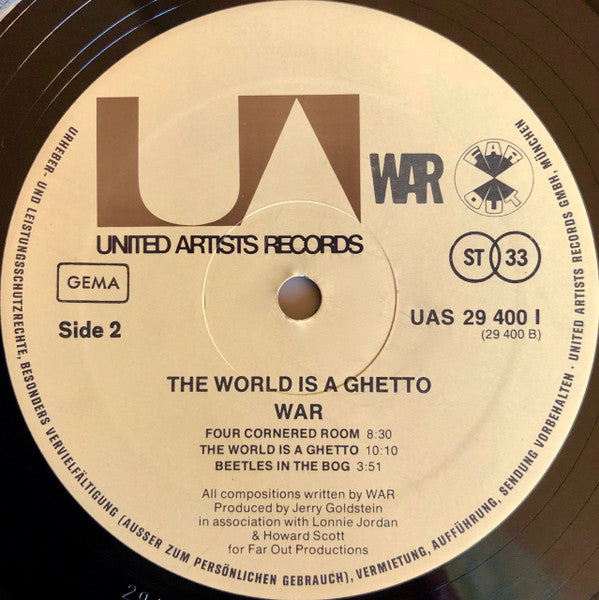 UA
UNITED ARTISTS RECORDS
WAR
FAR
OUT
GEMA
ST 33
Side 2
UAS 29 400 I
(29 400 B)
THE WORLD IS A GHETTO
WAR
FOUR CORNERED ROOM 8:30
THE WORLD IS A GHETTO 10:10
BEETLES IN THE BOG 3:51
All compositions written by WAR
Produced by Jerry Goldstein
in association with Lonnie Jordan
& Howard Scott
for Far Out Productions
URHEBER- UND LEISTUNGSSCHUTZRECHTE, BESONDERS VERVIELFÄLTIGUNG (AUSSER ZUM PERSÖNLICHEN GEBRAUCH), VERMIETUNG, AUFFÜHRUNG, SENDUNG VORBEHALTEN · UNITED ARTISTS RECORDS GMBH, MÜNCHEN